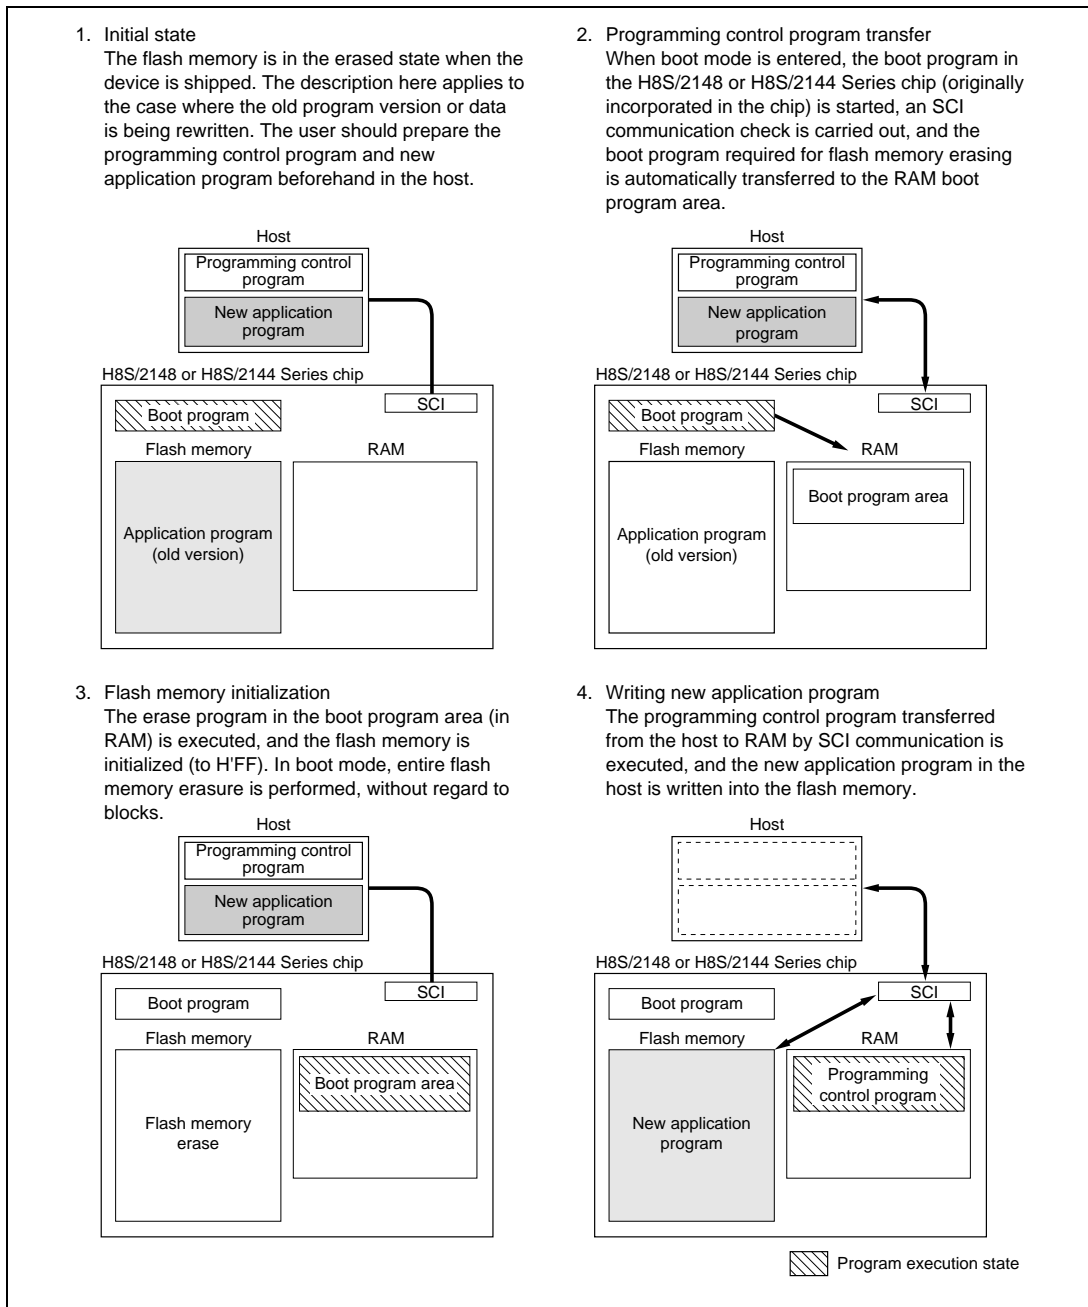 1. Initial state
The flash memory is in the erased state when the
device is shipped. The description here applies to
the case where the old program version or data
is being rewritten. The user should prepare the
programming control program and new
application program beforehand in the host.
Host
Programming control
program
New application
program
H8S/2148 or H8S/2144 Series chip
SCI
Boot program
Flash memory
RAM
Application program
(old version)
2. Programming control program transfer
When boot mode is entered, the boot program in
the H8S/2148 or H8S/2144 Series chip (originally
incorporated in the chip) is started, an SCI
communication check is carried out, and the
boot program required for flash memory erasing
is automatically transferred to the RAM boot
program area.
Host
Programming control
program
New application
program
H8S/2148 or H8S/2144 Series chip
SCI
Boot program
Flash memory
RAM
Boot program area
Application program
(old version)
3. Flash memory initialization
The erase program in the boot program area (in
RAM) is executed, and the flash memory is
initialized (to H'FF). In boot mode, entire flash
memory erasure is performed, without regard to
blocks.
Host
Programming control
program
New application
program
H8S/2148 or H8S/2144 Series chip
SCI
Boot program
Flash memory
RAM
Boot program area
Flash memory
erase
4. Writing new application program
The programming control program transferred
from the host to RAM by SCI communication is
executed, and the new application program in the
host is written into the flash memory.
Host
H8S/2148 or H8S/2144 Series chip
SCI
Boot program
Flash memory
RAM
Programming
control program
New application
program
Program execution state